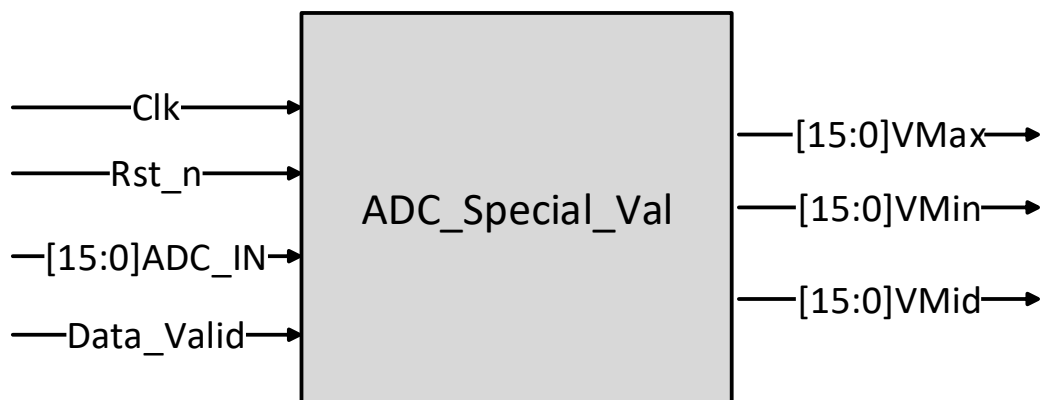 Clk
Rst_n
[15:0]ADC_IN
Data_Valid
ADC_Special_Val
[15:0]VMax
[15:0]VMin
[15:0]VMid